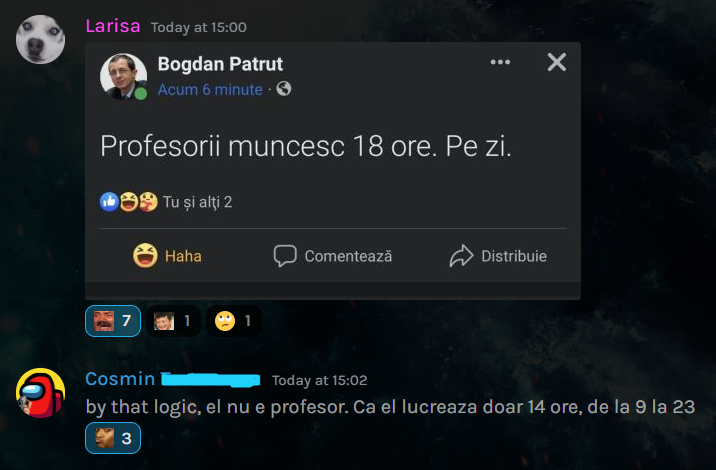 Larisa Today at 15:00
Bogdan Patrut
Acum 6 minute ·
Profesorii muncesc 18 ore. Pe zi.
Tu și alți 2
Haha Comentează Distribuie
7 1 1
Cosmin Today at 15:02
by that logic, el nu e profesor. Ca el lucreaza doar 14 ore, de la 9 la 23
3